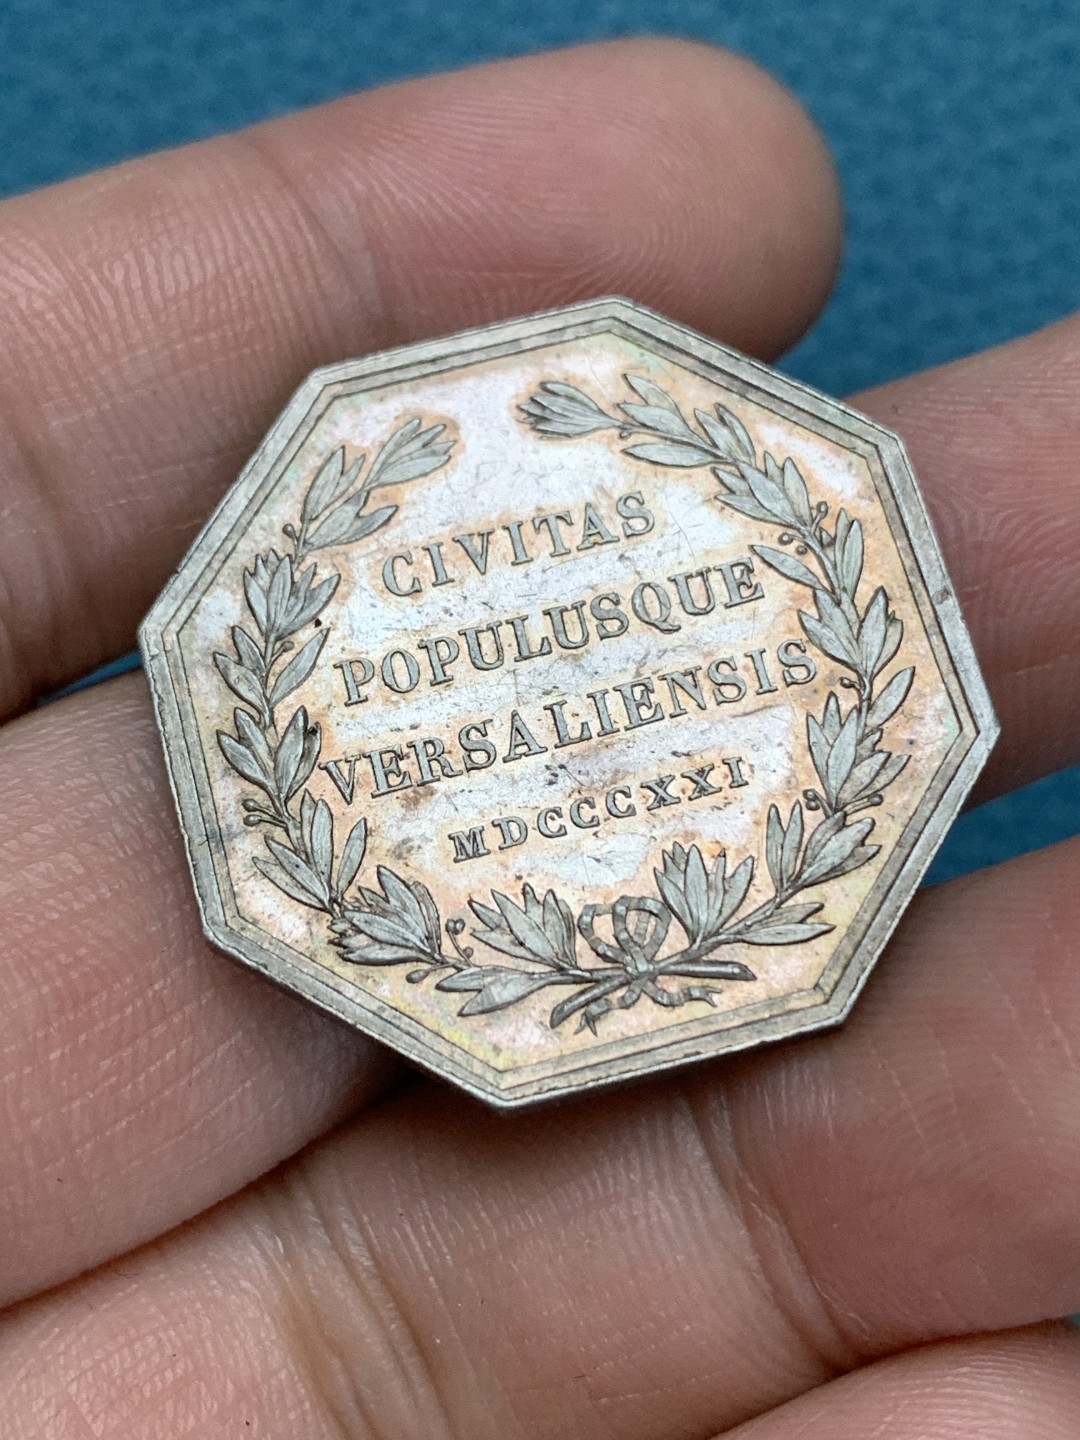 CIVITAS
POPULUSQUE
VERSALIENSIS
MDCCCXXI